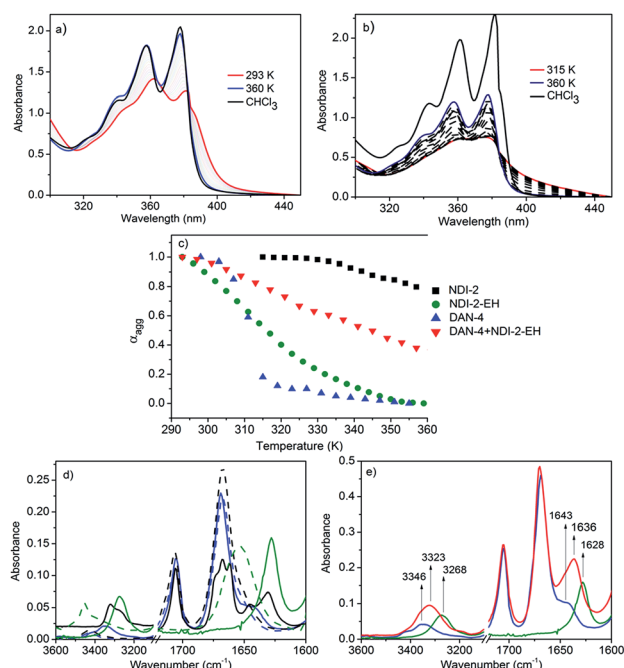 a)
2.0
1.5
1.0
0.5
0.0
Absorbance
293 K
360 K
CHCl3
320 360 400 440
Wavelength (nm)
b)
2.0
1.5
1.0
0.5
0.0
Absorbance
315 K
360 K
CHCl3
320 360 400 440
Wavelength (nm)
c)
1.0
0.8
0.6
0.4
0.2
0.0
αagg
NDI-2
NDI-2-EH
DAN-4
DAN-4+NDI-2-EH
290 300 310 320 330 340 350 360
Temperature (K)
d)
0.25
0.20
0.15
0.10
0.05
0.00
Absorbance
3600 3400 3200 1700 1650 1600
Wavenumber (cm-1)
e)
0.5
0.4
0.3
0.2
0.1
0.0
Absorbance
1643 1636
1628
3323
3346 3268
3600 3400 3200 1700 1650 1600
Wavenumber (cm-1)